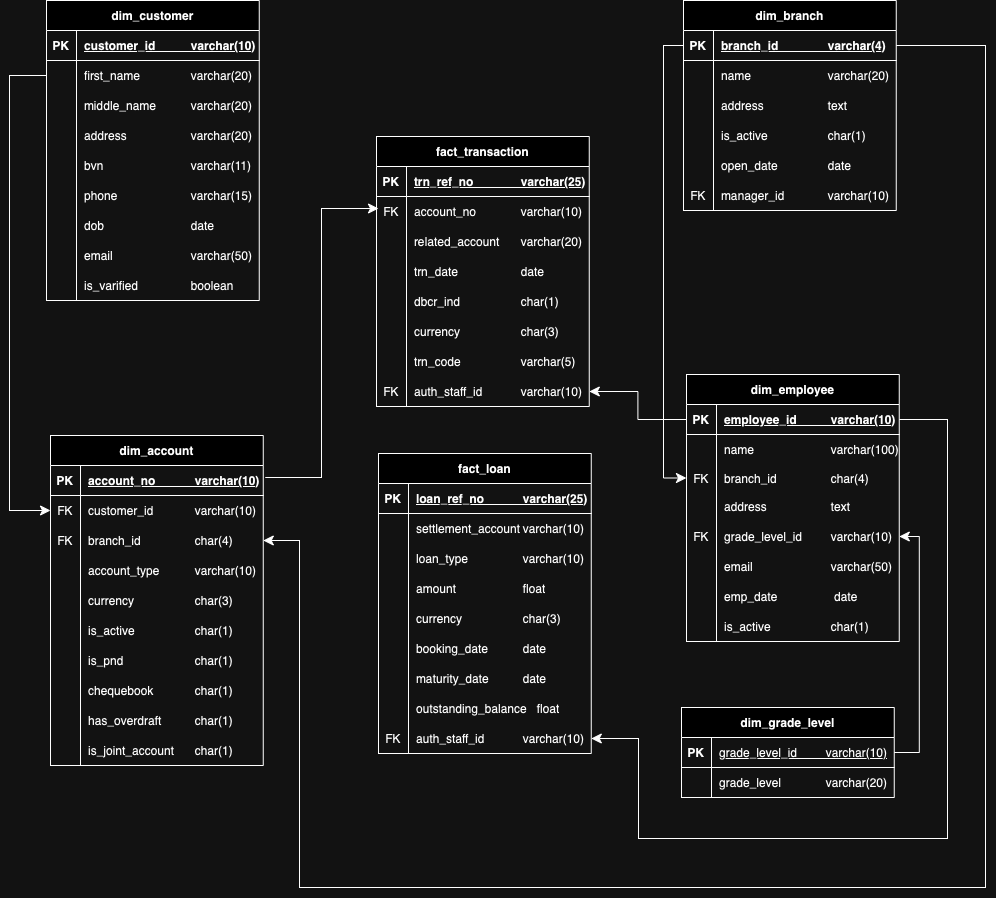 dim_customer
PK customer_id varchar(10)
first_name varchar(20)
middle_name varchar(20)
address varchar(20)
bvn varchar(11)
phone varchar(15)
dob date
email varchar(50)
is_varified boolean
dim_branch
PK branch_id varchar(4)
name varchar(20)
address text
is_active char(1)
open_date date
FK manager_id varchar(10)
fact_transaction
PK trn_ref_no varchar(25)
FK account_no varchar(10)
related_account varchar(20)
trn_date date
dbcr_ind char(1)
currency char(3)
trn_code varchar(5)
FK auth_staff_id varchar(10)
dim_employee
PK employee_id varchar(10)
name varchar(100)
FK branch_id char(4)
address text
FK grade_level_id varchar(10)
email varchar(50)
emp_date date
is_active char(1)
dim_account
PK account_no varchar(10)
FK customer_id varchar(10)
FK branch_id char(4)
account_type varchar(10)
currency char(3)
is_active char(1)
is_pnd char(1)
chequebook char(1)
has_overdraft char(1)
is_joint_account char(1)
fact_loan
PK loan_ref_no varchar(25)
settlement_account varchar(10)
loan_type varchar(10)
amount float
currency char(3)
booking_date date
maturity_date date
outstanding_balance float
FK auth_staff_id varchar(10)
dim_grade_level
PK grade_level_id varchar(10)
grade_level varchar(20)